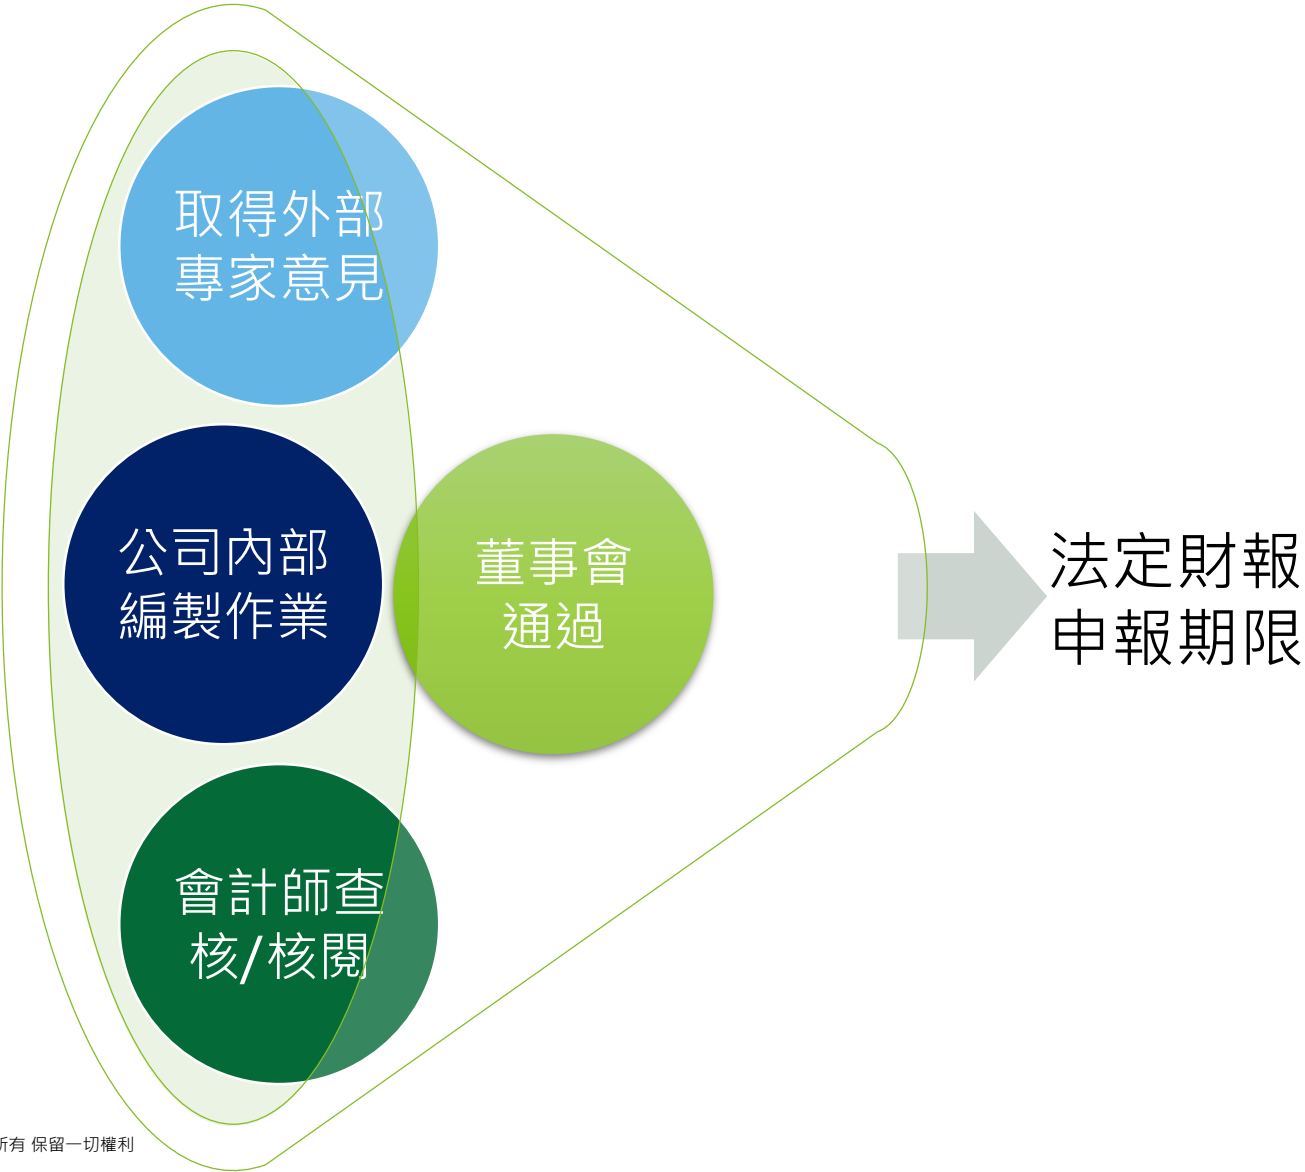 取得外部
專家意見
公司內部
編製作業
董事會
通過
會計師查
核/核閱
法定財報
申報期限
所有 保留一切權利